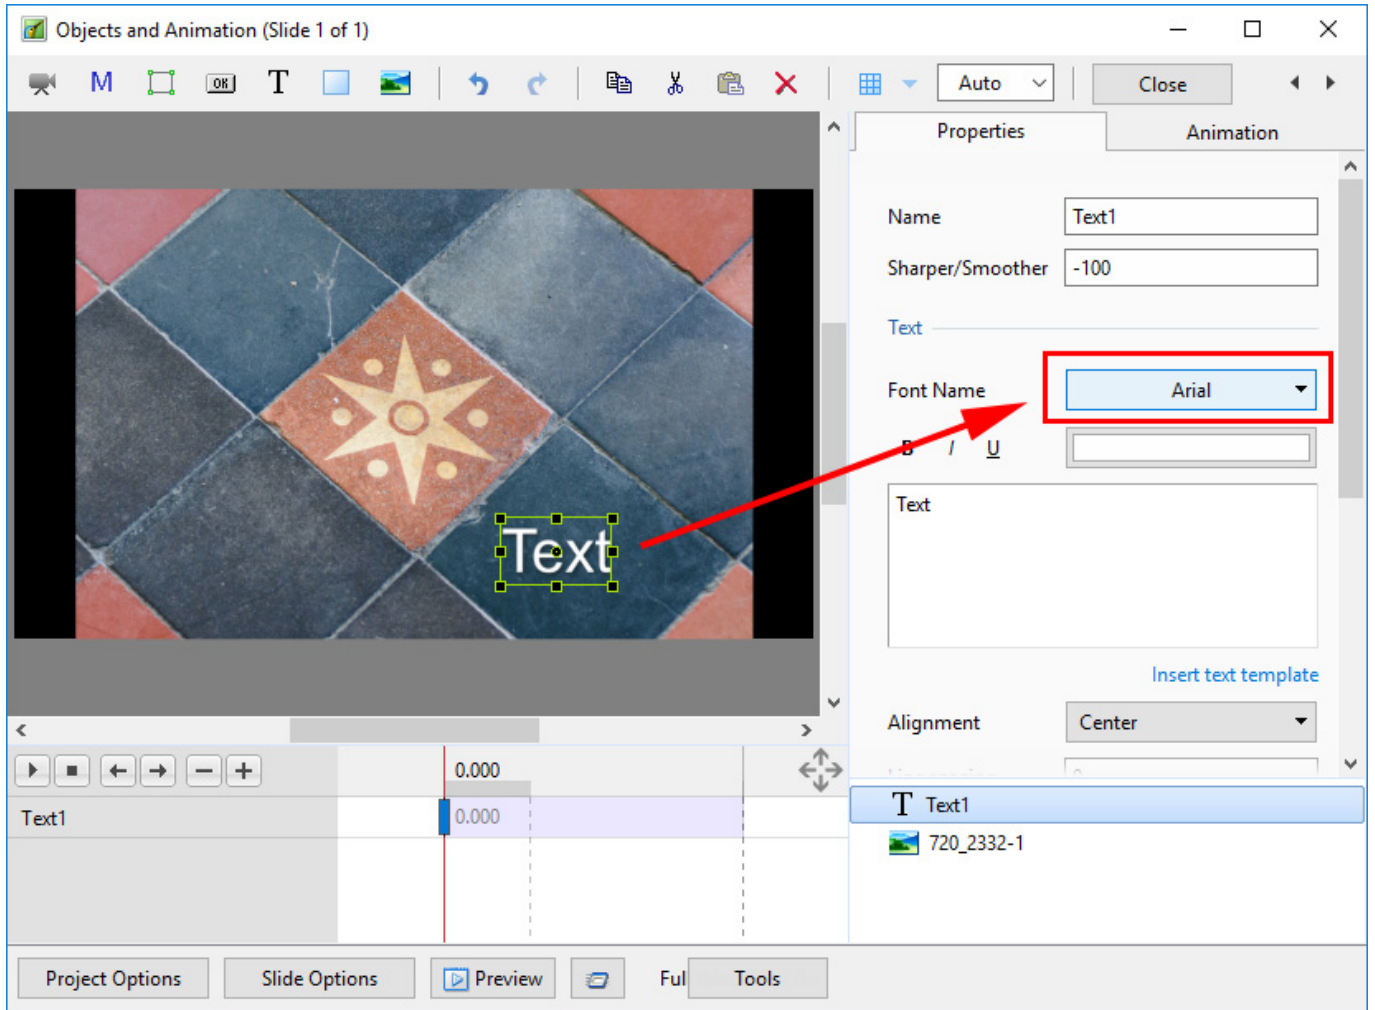 Objects and Animation (Slide 1 of 1)
M OK T Auto Close
Properties Animation
Name Text1
Sharper/Smoother -100
Text
Font Name Arial
B I U
Text
Text
Insert text template
Alignment Center
0.000
Text1 0.000
T Text1
720_2332-1
Project Options Slide Options Preview Ful Tools